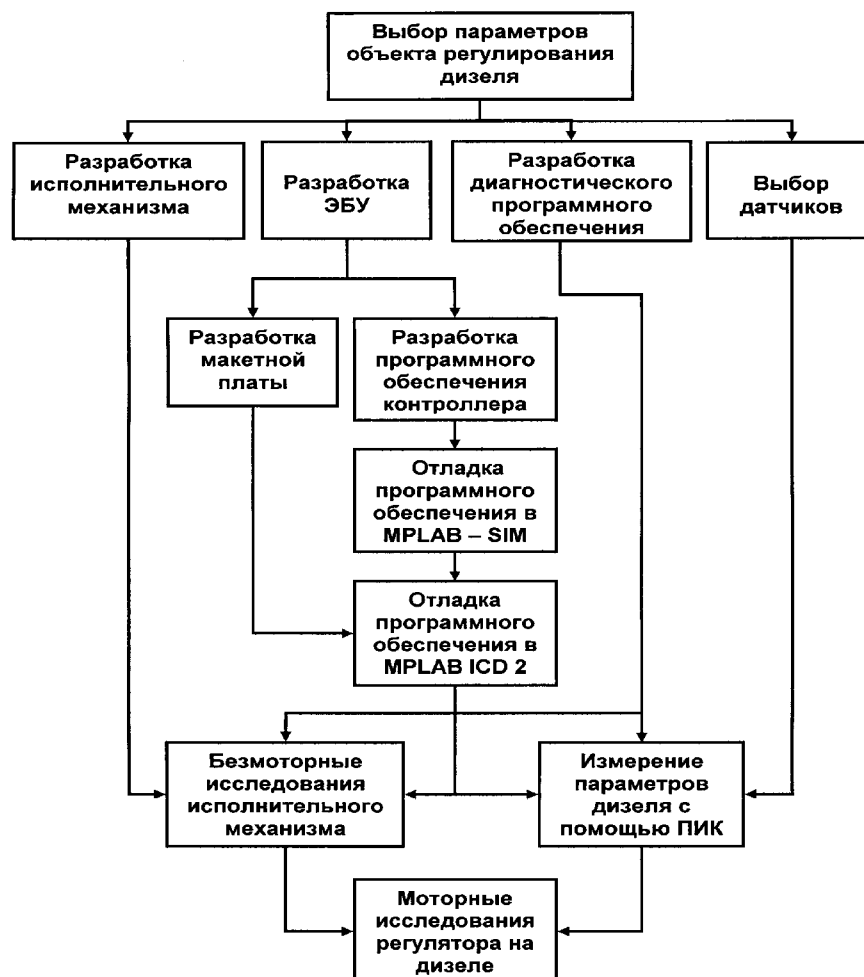 Выбор параметров
объекта регулирования
дизеля
Разработка
исполнительного
механизма
Разработка
ЭБУ
Разработка
диагностического
программного
обеспечения
Выбор
датчиков
Разработка
макетной
платы
Разработка
программного
обеспечения
контроллера
Отладка
программного
обеспечения в
MPLAB – SIM
Отладка
программного
обеспечения в
MPLAB ICD 2
Безмоторные
исследования
исполнительного
механизма
Измерение
параметров
дизеля с
помощью ПИК
Моторные
исследования
регулятора на
дизеле